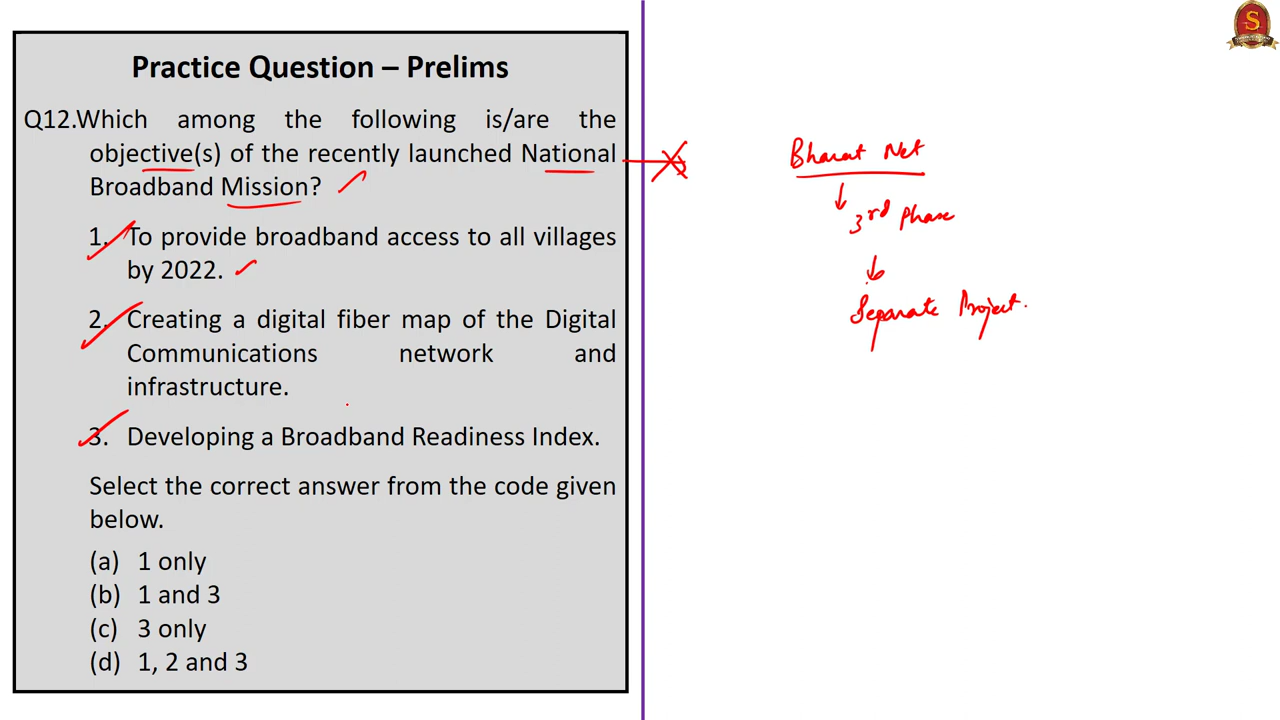 Practice Question – Prelims
Q12.Which among the following is/are the
objective(s) of the recently launched National
Broadband Mission?
1. To provide broadband access to all villages
by 2022.
2. Creating a digital fiber map of the Digital
Communications network and
infrastructure.
3. Developing a Broadband Readiness Index.
Select the correct answer from the code given
below.
(a) 1 only
(b) 1 and 3
(c) 3 only
(d) 1, 2 and 3
Bharat Net
3rd Phase
Separate Project.
S